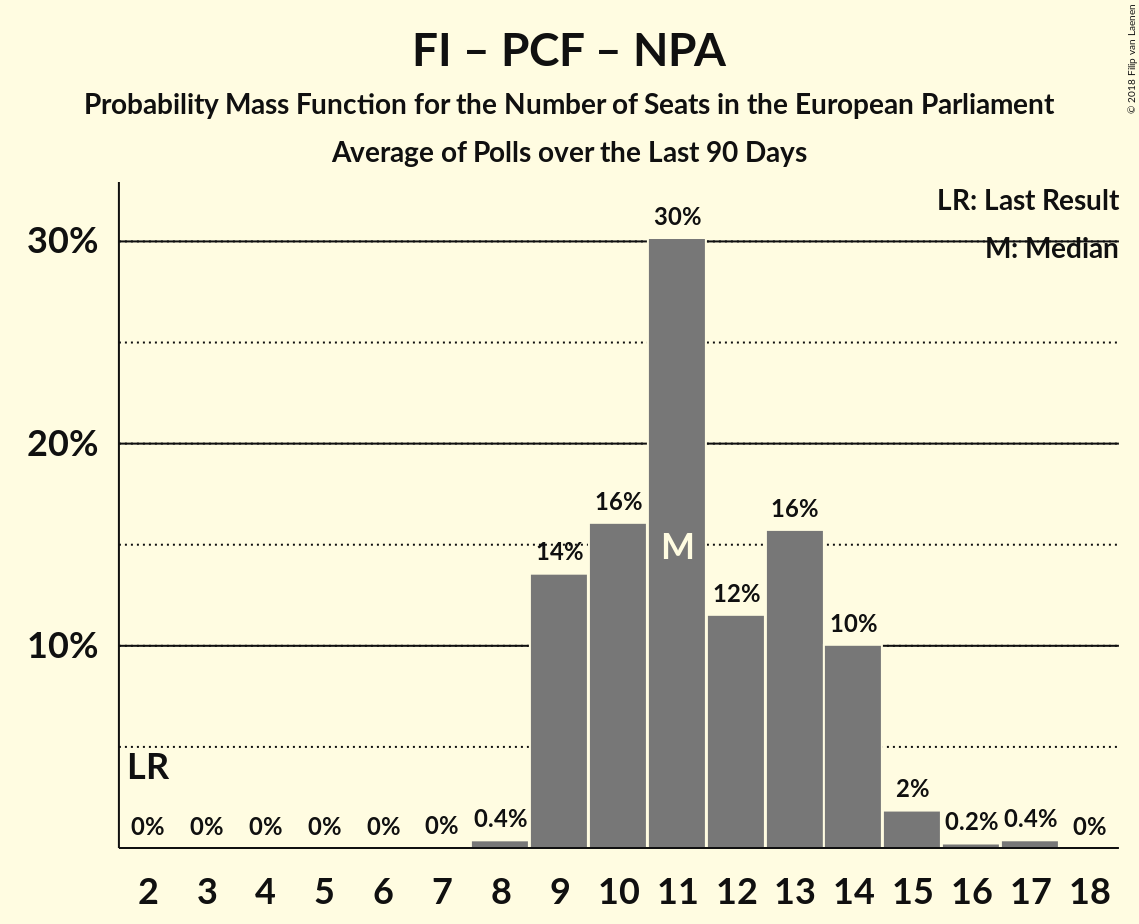 FI – PCF – NPA
Probability Mass Function for the Number of Seats in the European Parliament
Average of Polls over the Last 90 Days
© 2018 Filip van Laenen
LR: Last Result
M: Median
30%
20%
10%
30%
16%
14%
16%
12%
10%
M
LR
2%
0%
0%
0%
0%
0%
0%
0.4%
0.2%
0.4%
0%
2 3 4 5 6 7 8 9 10 11 12 13 14 15 16 17 18